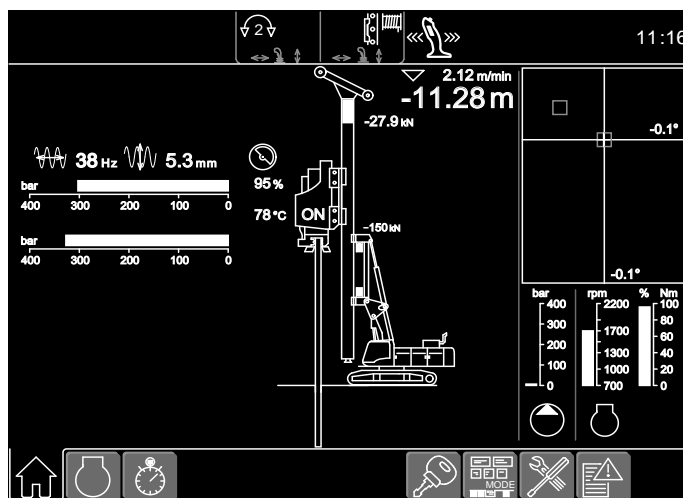 2
11:16
2.12 m/min
-11.28 m
-27.9 kN
-0.1°
38 Hz 5.3 mm
95 %
bar
400 300 200 100 0
78 °C ON
-150 kN
bar
400 300 200 100 0
-0.1°
bar rpm % Nm
400 2200 100
300 1700 80
200 1300 60
100 1000 40
0 700 20
0
MODE